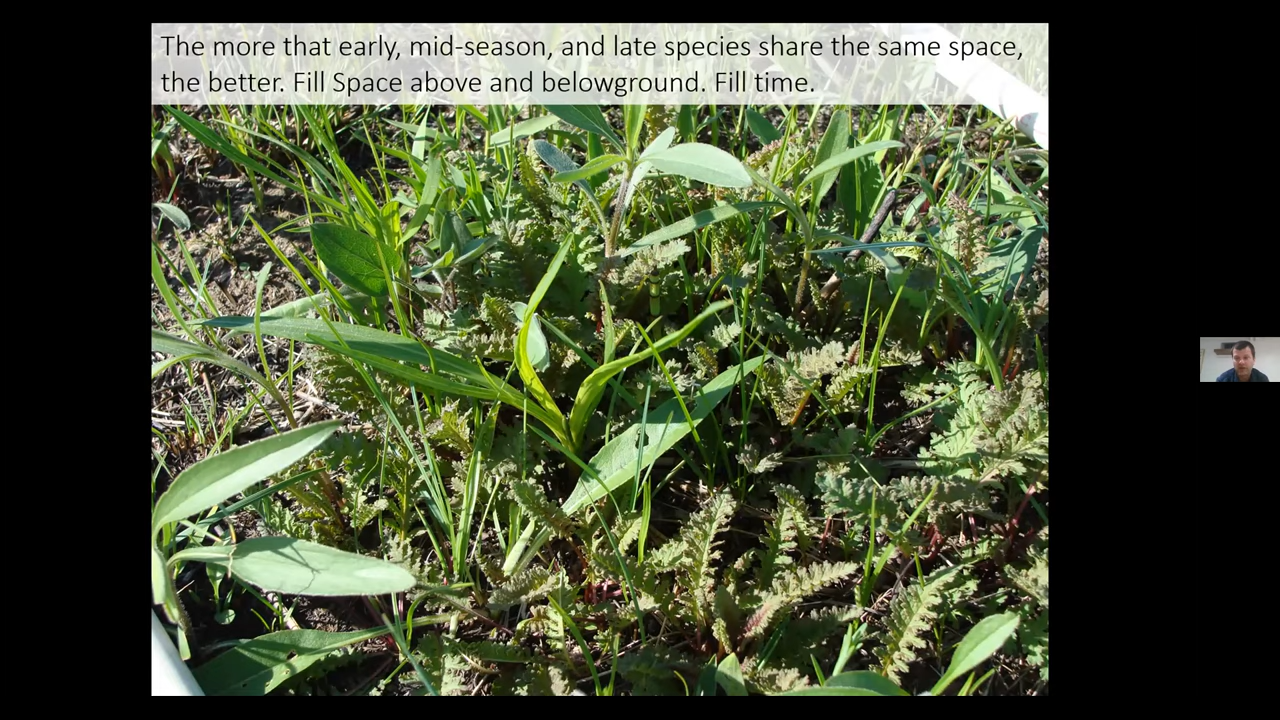 The more that early, mid-season, and late species share the same space,
the better. Fill Space above and belowground. Fill time.